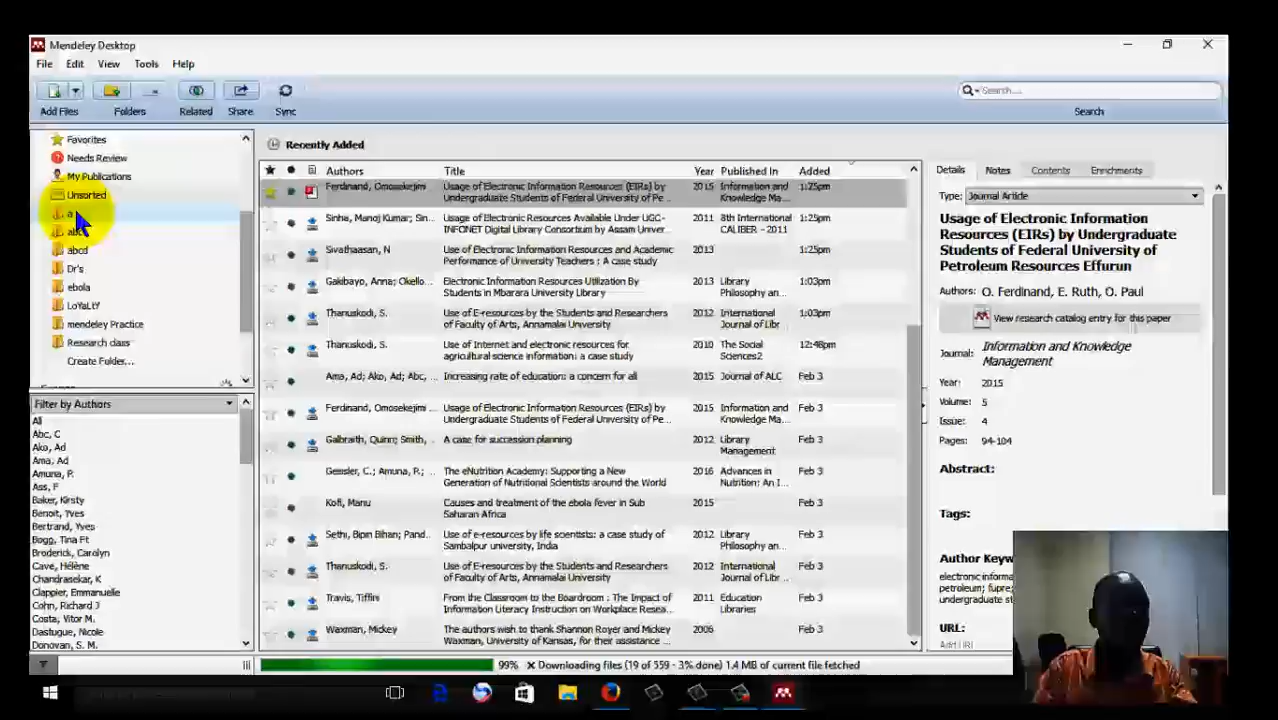 Mendeley Desktop
File Edit View Tools Help
Add Files Folders Related Share Sync
Search...
Search
Favorites
Needs Review
My Publications
Unsorted
a
abcd
Dr's
ebola
LoYaLtY
mendeley Practice
Research class
Create Folder...
Filter by Authors
All
Abc, C
Ako, Ad
Ama, Ad
Amuna, P.
Ass, F
Baker, Kirsty
Benoit, Yves
Bertrand, Yves
Bogg, Tina Ft
Broderick, Carolyn
Cave, Hélène
Chandrasekar, K
Clappier, Emmanuelle
Cohn, Richard J
Costa, Vitor M.
Dastugue, Nicole
Donovan, S. M.
Recently Added
Authors Title Year Published In Added
Ferdinand, Omosekejimi ... Usage of Electronic Information Resources (EIRs) by 2015 Information and 1:25pm
Undergraduate Students of Federal University of Pe... Knowledge Ma...
Sinha, Manoj Kumar; Sin... Usage of Electronic Resources Available Under UGC- 2011 8th International 1:25pm
INFONET Digital Library Consortium by Assam Univer... CALIBER - 2011
Sivathaasan, N Use of Electronic Information Resources and Academic 2013 1:25pm
Performance of University Teachers : A case study
Gakibayo, Anna; Okello... Electronic Information Resources Utilization By 2013 Library 1:03pm
Students in Mbarara University Library Philosophy an...
Thanuskodi, S. Use of E-resources by the Students and Researchers 2012 International 1:03pm
of Faculty of Arts, Annamalai University Journal of Libr...
Thanuskodi, S. Use of Internet and electronic resources for 2010 The Social 12:48pm
agricultural science information: a case study Sciences2
Ama, Ad; Ako, Ad; Abc, ... Increasing rate of education: a concern for all 2015 Journal of ALC Feb 3
Ferdinand, Omosekejimi ... Usage of Electronic Information Resources (EIRs) by 2015 Information and Feb 3
Undergraduate Students of Federal University of Pe... Knowledge Ma...
Galbraith, Quinn; Smith, ... A case for succession planning 2012 Library Feb 3
Management
Geissler, C.; Amuna, P.; ... The eNutrition Academy: Supporting a New 2016 Advances in Feb 3
Generation of Nutritional Scientists around the World Nutrition: An I...
Kofi, Manu Causes and treatment of the ebola fever in Sub 2015 Feb 3
Saharan Africa
Sethi, Bipin Bihan; Pand... Use of e-resources by life scientists: a case study of 2012 Library Feb 3
Sambalpur university, India Philosophy an...
Thanuskodi, S. Use of E-resources by the Students and Researchers 2012 International Feb 3
of Faculty of Arts, Annamalai University Journal of Libr...
Travis, Tiffini From the Classroom to the Boardroom : The Impact of 2011 Education Feb 3
Information Literacy Instruction on Workplace Resea... Libraries
Waxman, Mickey The authors wish to thank Shannon Royer and Mickey 2006 Feb 3
Waxman, University of Kansas, for their assistance ...
Details Notes Contents Enrichments
Type: Journal Article
Usage of Electronic Information
Resources (EIRs) by Undergraduate
Students of Federal University of
Petroleum Resources Effurun
Authors: O. Ferdinand, E. Ruth, O. Paul
View research catalog entry for this paper
Journal: Information and Knowledge
Management
Year: 2015
Volume: 5
Issue: 4
Pages: 94-104
Abstract:
Tags:
Author Keyw
electronic informa
petroleum; fupre;
undergraduate stud
URL:
Add URL
99% Downloading files (19 of 559 - 3% done) 1.4 MB of current file fetched